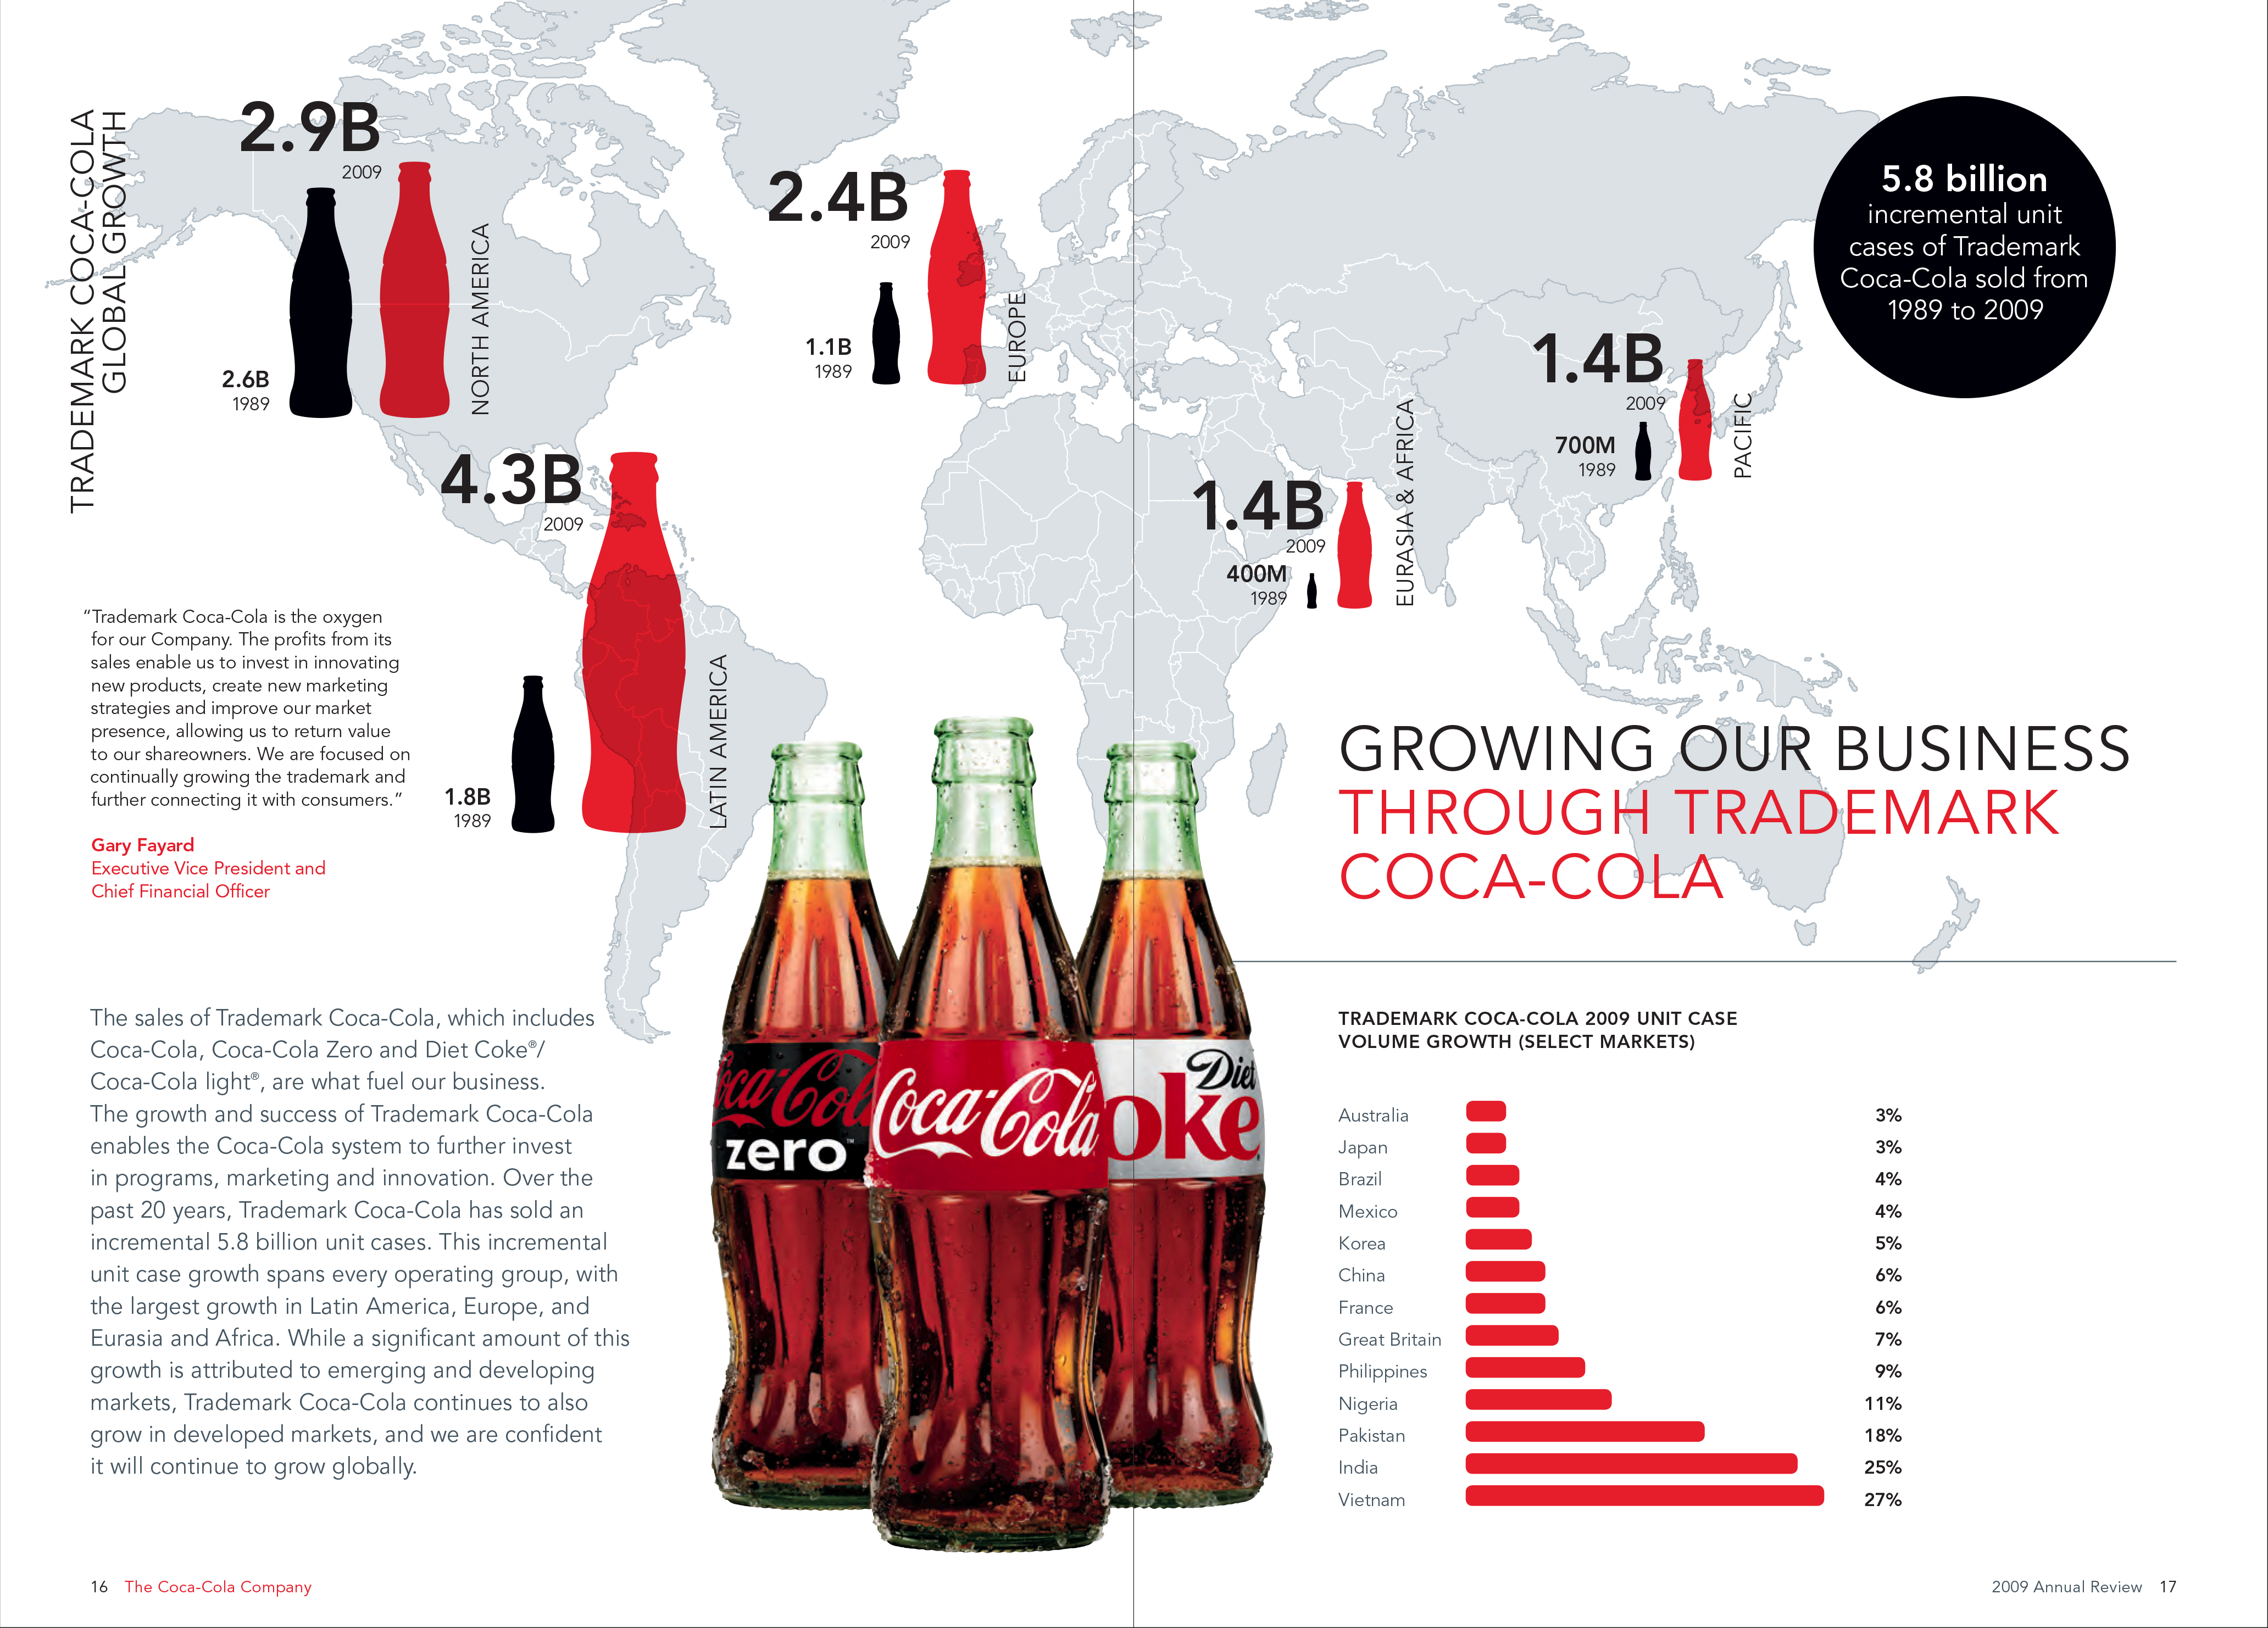 TRADEMARK COCA-COLA
GLOBAL GROWTH
2.9B
2009
2.6B
1989
NORTH AMERICA
2.4B
2009
1.1B
1989
EUROPE
4.3B
2009
1.8B
1989
LATIN AMERICA
1.4B
2009
400M
1989
EURASIA & AFRICA
1.4B
2009
700M
1989
PACIFIC
5.8 billion
incremental unit
cases of Trademark
Coca-Cola sold from
1989 to 2009
“Trademark Coca-Cola is the oxygen
for our Company. The profits from its
sales enable us to invest in innovating
new products, create new marketing
strategies and improve our market
presence, allowing us to return value
to our shareowners. We are focused on
continually growing the trademark and
further connecting it with consumers.”
Gary Fayard
Executive Vice President and
Chief Financial Officer
The sales of Trademark Coca-Cola, which includes
Coca-Cola, Coca-Cola Zero and Diet Coke®/
Coca-Cola light®, are what fuel our business.
The growth and success of Trademark Coca-Cola
enables the Coca-Cola system to further invest
in programs, marketing and innovation. Over the
past 20 years, Trademark Coca-Cola has sold an
incremental 5.8 billion unit cases. This incremental
unit case growth spans every operating group, with
the largest growth in Latin America, Europe, and
Eurasia and Africa. While a significant amount of this
growth is attributed to emerging and developing
markets, Trademark Coca-Cola continues to also
grow in developed markets, and we are confident
it will continue to grow globally.
oca-Col
zero™
Coca-Cola
Diet
oke
GROWING OUR BUSINESS
THROUGH TRADEMARK
COCA-COLA
TRADEMARK COCA-COLA 2009 UNIT CASE
VOLUME GROWTH (SELECT MARKETS)
Australia 3%
Japan 3%
Brazil 4%
Mexico 4%
Korea 5%
China 6%
France 6%
Great Britain 7%
Philippines 9%
Nigeria 11%
Pakistan 18%
India 25%
Vietnam 27%
16 The Coca-Cola Company
2009 Annual Review 17